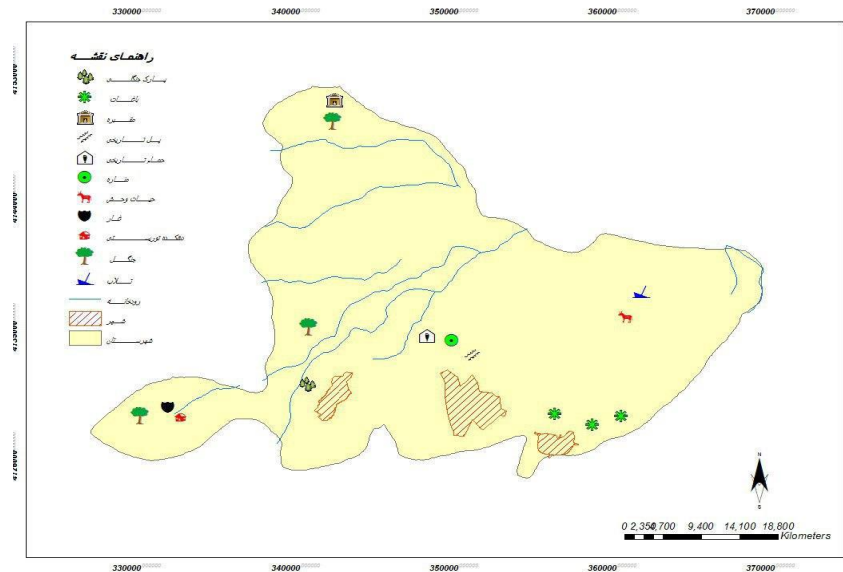 330000 340000 350000 360000 370000
راهنمای نقشه
پارک جنگلی
باغات
مقبره
پل تاریخی
حمام تاریخی
مناره
حیات وحش
غار
دهکده توریستی
جنگل
تالاب
رودخانه
شهر
شهرستان
N
S
0 2,350 4,700 9,400 14,100 18,800
Kilometers
330000 340000 350000 360000 370000